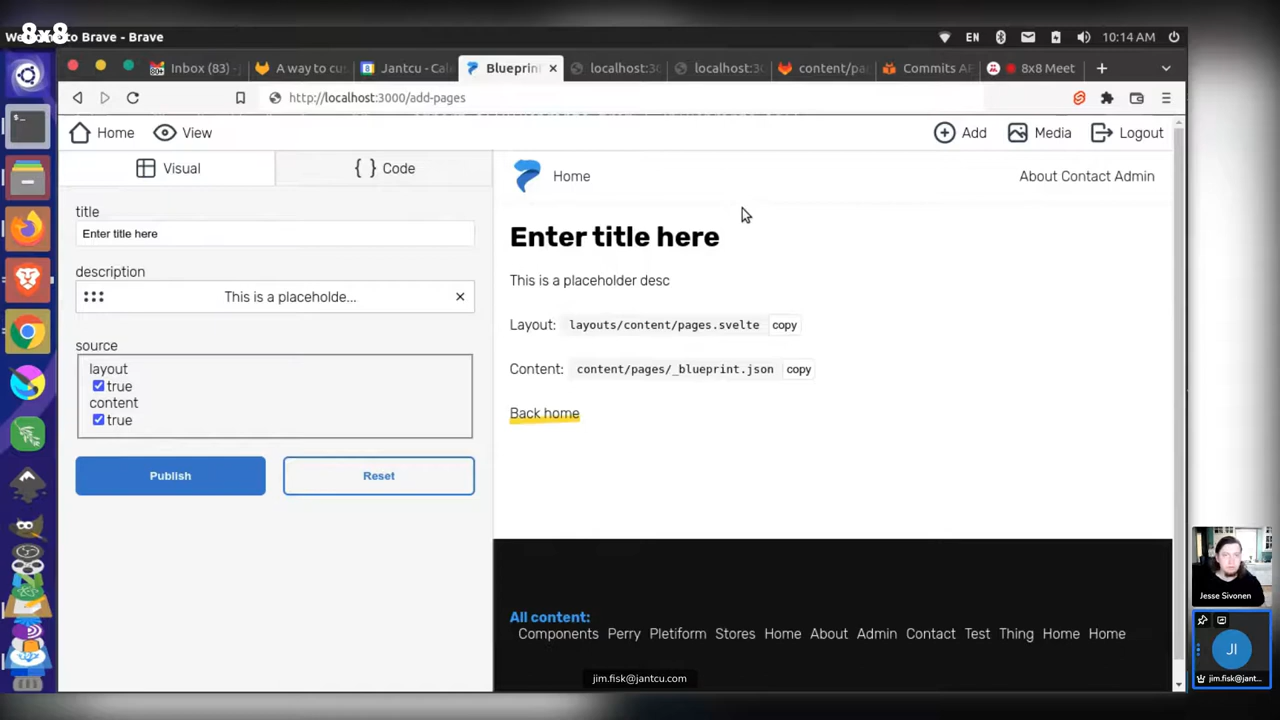 8x8
Welcome to Brave - Brave
EN 10:14 AM
Inbox (83) -
A way to cus
Jantcu - Cal
Blueprint
localhost:30
localhost:3
content/pa
Commits AP
8x8 Meet
http://localhost:3000/add-pages
Home View Add Media Logout
Visual { } Code
title
Enter title here
description
This is a placeholde...
source
layout
true
content
true
Publish Reset
Home About Contact Admin
Enter title here
This is a placeholder desc
Layout: layouts/content/pages.svelte copy
Content: content/pages/_blueprint.json copy
Back home
All content:
Components Perry Pletiform Stores Home About Admin Contact Test Thing Home Home
jim.fisk@jantcu.com
Jesse Sivonen
JI
jim.fisk@jant...